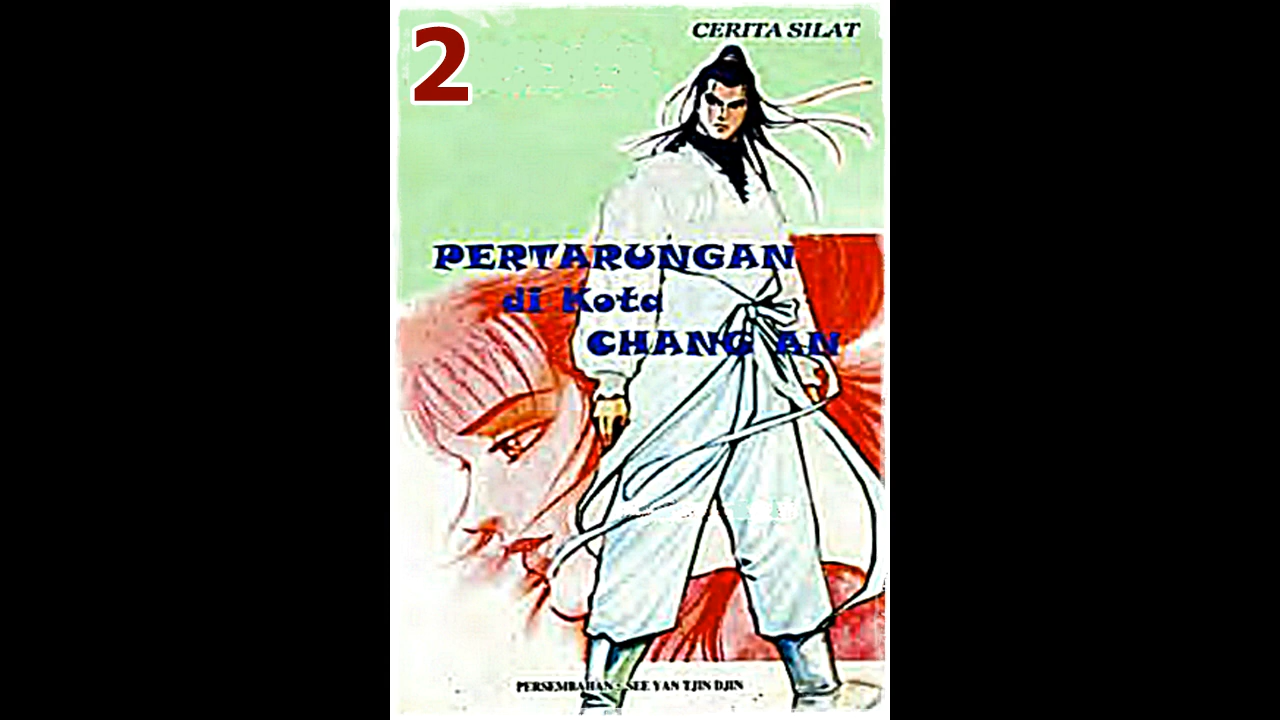 2
CERITA SILAT
PERTARUNGAN
di Kota
CHANG AN
PERSEMBAHAN : SEE YAN TJIN DJIN